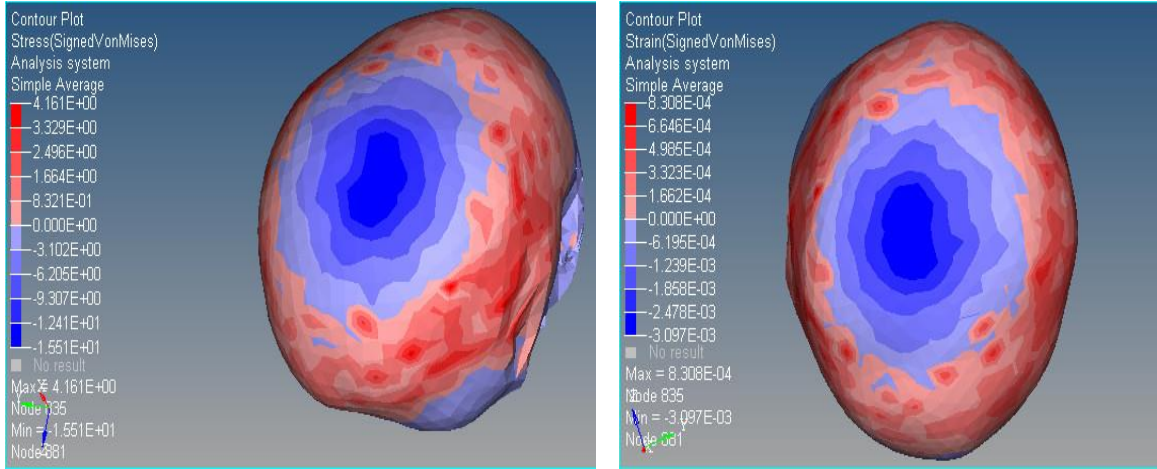 Contour Plot
Stress(SignedVonMises)
Analysis system
Simple Average
4.161E+00
3.329E+00
2.496E+00
1.664E+00
8.321E-01
0.000E+00
-3.102E+00
-6.205E+00
-9.307E+00
-1.241E+01
-1.551E+01
No result
Max = 4.161E+00
Node 835
Min = -1.551E+01
Node 881
Contour Plot
Strain(SignedVonMises)
Analysis system
Simple Average
8.308E-04
6.646E-04
4.985E-04
3.323E-04
1.662E-04
0.000E+00
-6.195E-04
-1.239E-03
-1.858E-03
-2.478E-03
-3.097E-03
No result
Max = 8.308E-04
Node 835
Min = -3.097E-03
Node 881